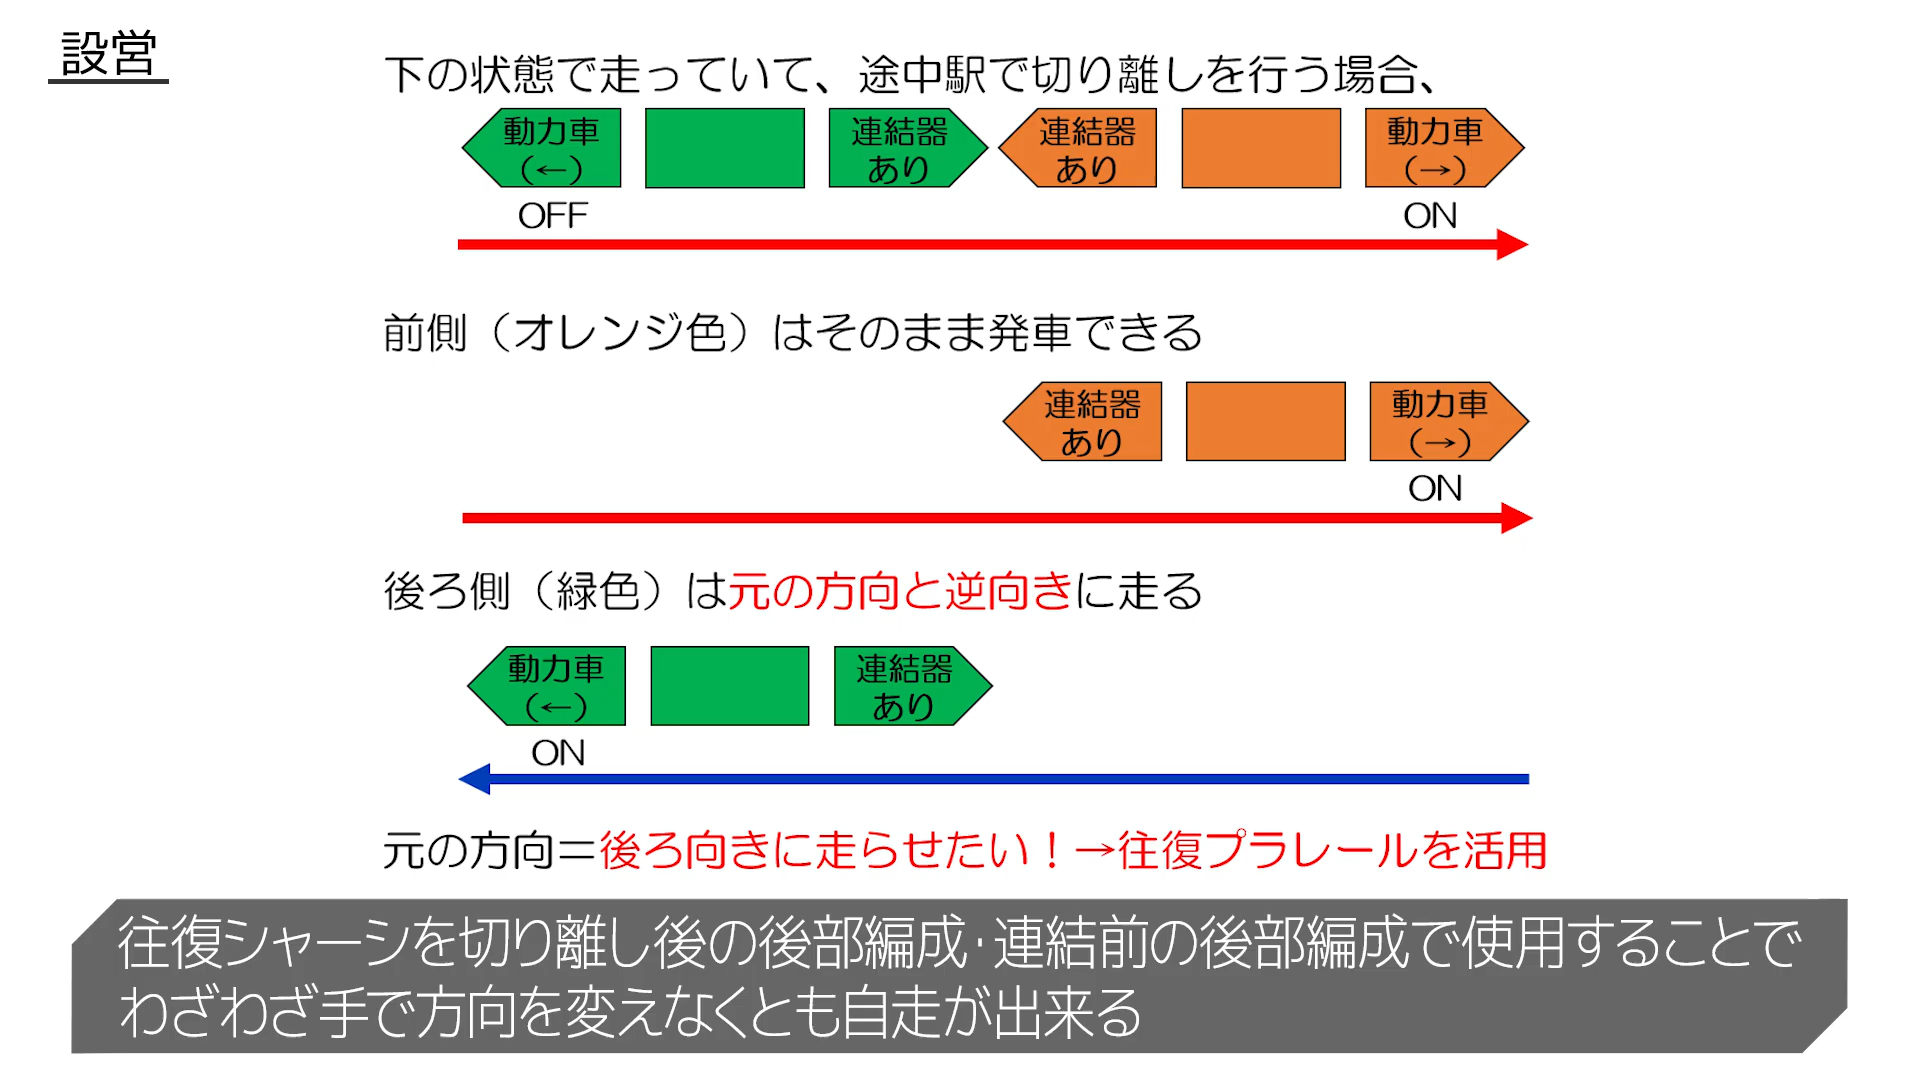 設営
下の状態で走っていて、途中駅で切り離しを行う場合、
動力車
(←)
連結器
あり
連結器
あり
動力車
(→)
OFF
ON
前側（オレンジ色）はそのまま発車できる
連結器
あり
動力車
(→)
ON
後ろ側（緑色）は元の方向と逆向きに走る
動力車
(←)
連結器
あり
ON
元の方向＝後ろ向きに走らせたい！→往復プラレールを活用
往復シャーシを切り離し後の後部編成・連結前の後部編成で使用することで
わざわざ手で方向を変えなくとも自走が出来る